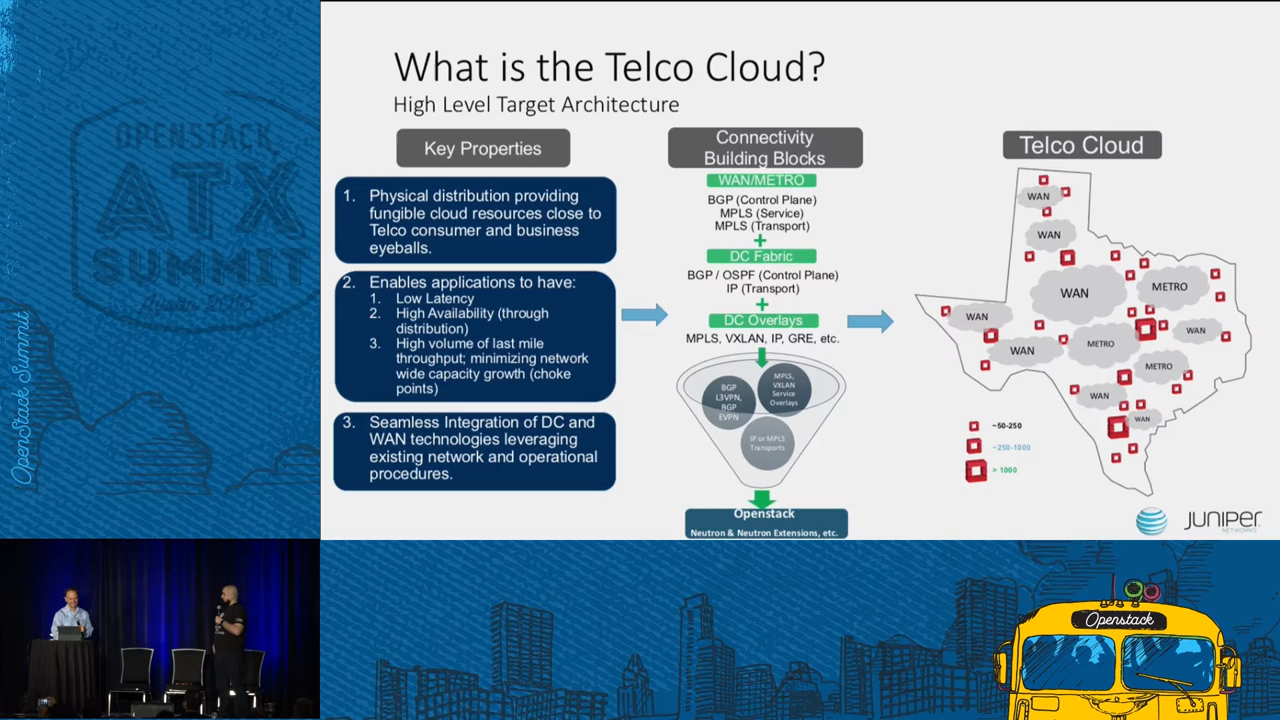 What is the Telco Cloud?
High Level Target Architecture
Key Properties
1. Physical distribution providing
fungible cloud resources close to
Telco consumer and business
eyeballs.
2. Enables applications to have:
1. Low Latency
2. High Availability (through
distribution)
3. High volume of last mile
throughput; minimizing network
wide capacity growth (choke
points)
3. Seamless Integration of DC and
WAN technologies leveraging
existing network and operational
procedures.
Connectivity
Building Blocks
WAN/METRO
BGP (Control Plane)
MPLS (Service)
MPLS (Transport)
+
DC Fabric
BGP / OSPF (Control Plane)
IP (Transport)
+
DC Overlays
MPLS, VXLAN, IP, GRE, etc.
BGP
L3VPN,
BGP
EVPN
MPLS,
VXLAN
Service
Overlays
IP or MPLS
Transports
Openstack
Neutron & Neutron Extensions, etc.
Telco Cloud
WAN
WAN
WAN
METRO
WAN
WAN
METRO
WAN
METRO
WAN
WAN
~50-250
~250-1000
> 1000
JUNIPER
NETWORKS
OPENSTACK
ATX
SUMMIT
OpenStack Summit
Openstack